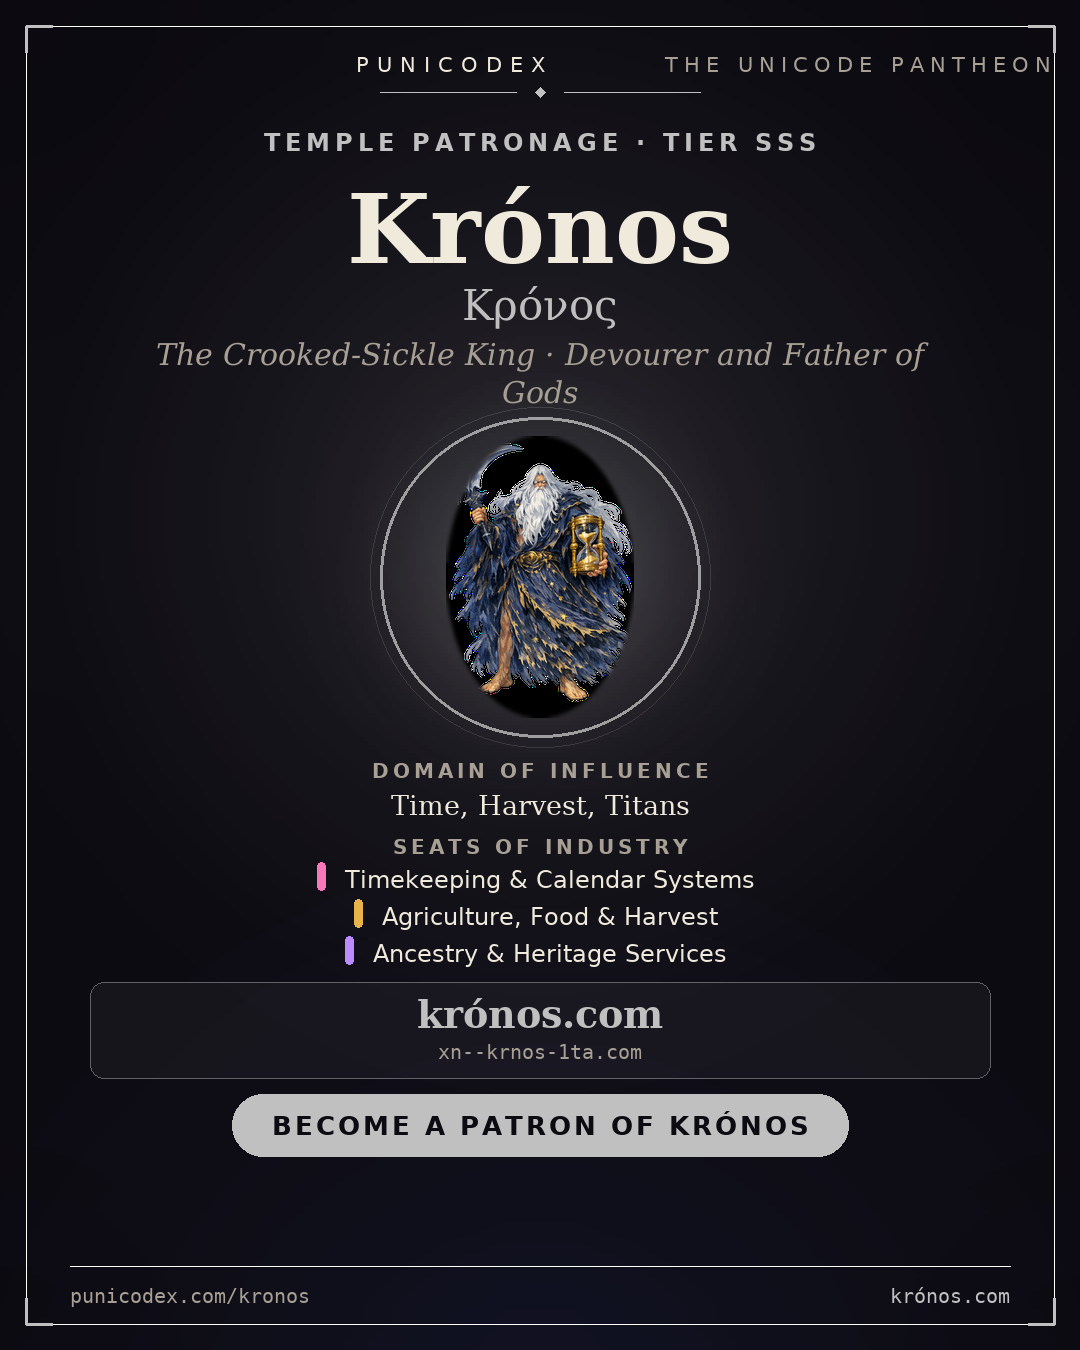 PUNICODEX
THE UNICODE PANTHEON
TEMPLE PATRONAGE · TIER SSS
Krónos
Κρόνος
The Crooked-Sickle King · Devourer and Father of
Gods
DOMAIN OF INFLUENCE
Time, Harvest, Titans
SEATS OF INDUSTRY
Timekeeping & Calendar Systems
Agriculture, Food & Harvest
Ancestry & Heritage Services
krónos.com
xn--krnos-1ta.com
BECOME A PATRON OF KRÓNOS
punicodex.com/kronos
krónos.com